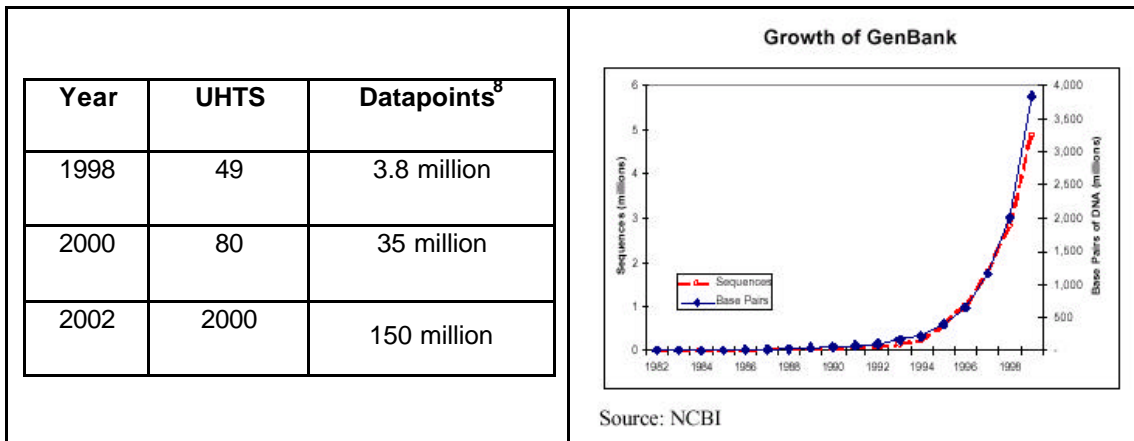 Year UHTS Datapoints8
1998 49 3.8 million
2000 80 35 million
2002 2000 150 million
Growth of GenBank
6
5
4
3
2
1
0
Sequences (millions)
4,000
3,500
3,000
2,500
2,000
1,500
1,000
500
-
Base Pairs of DNA (millions)
Sequences
Base Pairs
1982 1984 1986 1988 1990 1992 1994 1996 1998
Source: NCBI